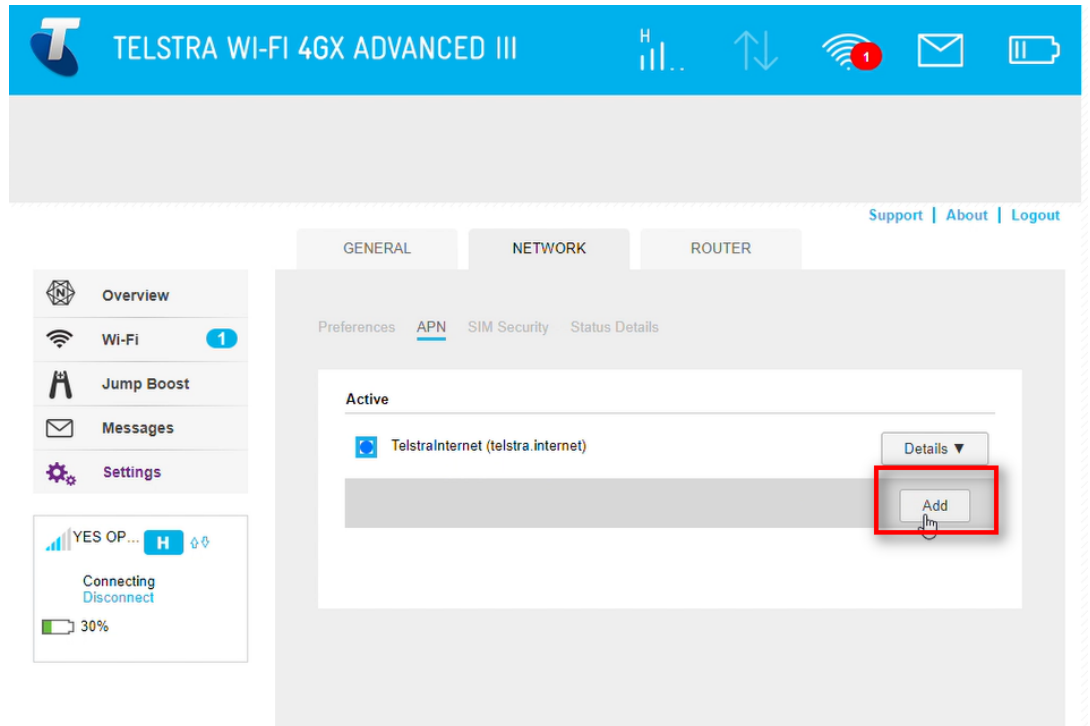 T TELSTRA WI-FI 4GX ADVANCED III H 1
Support | About | Logout
GENERAL NETWORK ROUTER
N Overview
Wi-Fi 1
Jump Boost
Messages
Settings
Preferences APN SIM Security Status Details
Active
TelstraInternet (telstra.internet) Details ▼
Add
YES OP... H
Connecting
Disconnect
30%